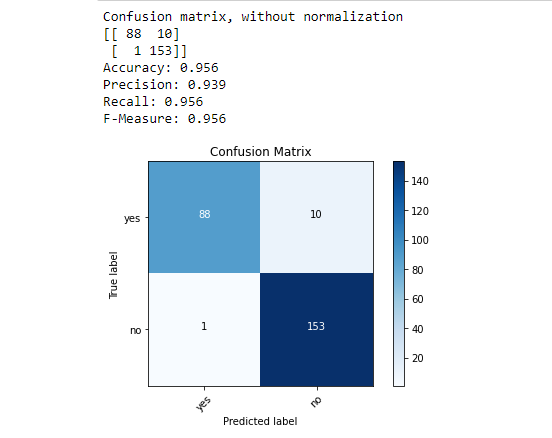 Confusion matrix, without normalization
[[ 88  10]
 [  1 153]]
Accuracy: 0.956
Precision: 0.939
Recall: 0.956
F-Measure: 0.956
Confusion Matrix
yes 88 10
no 1 153
True label
yes no
Predicted label
140
120
100
80
60
40
20